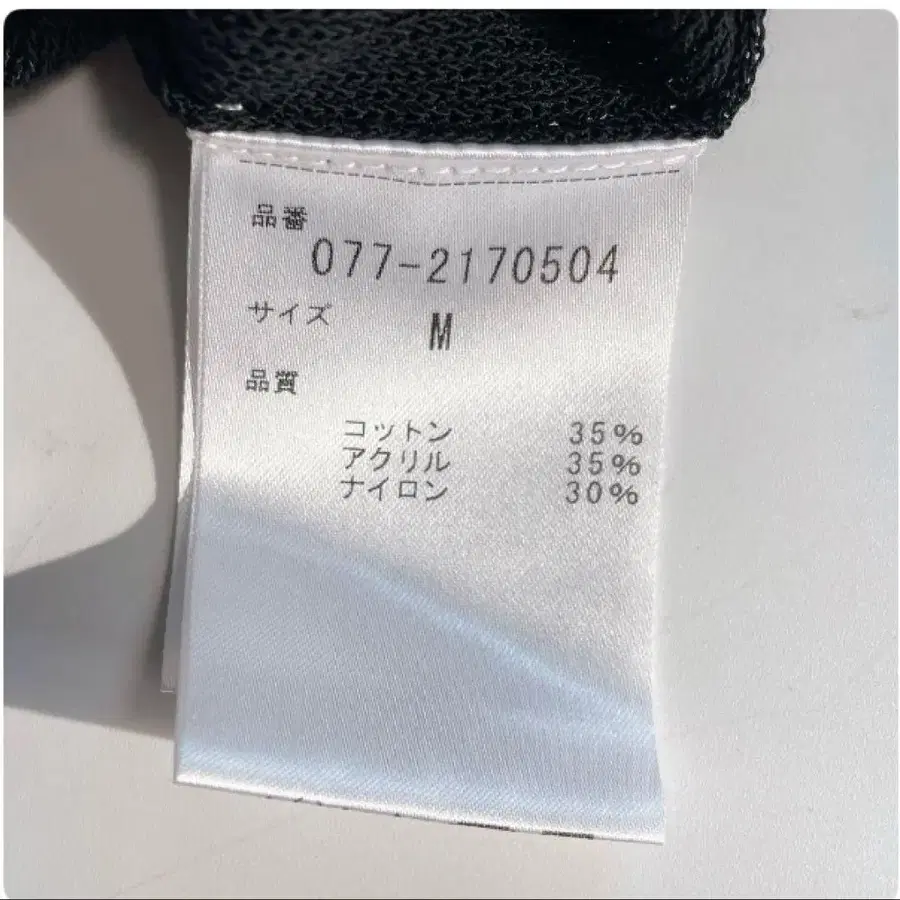 品番
077-2170504
サイズ M
品質
コットン 35%
アクリル 35%
ナイロン 30%